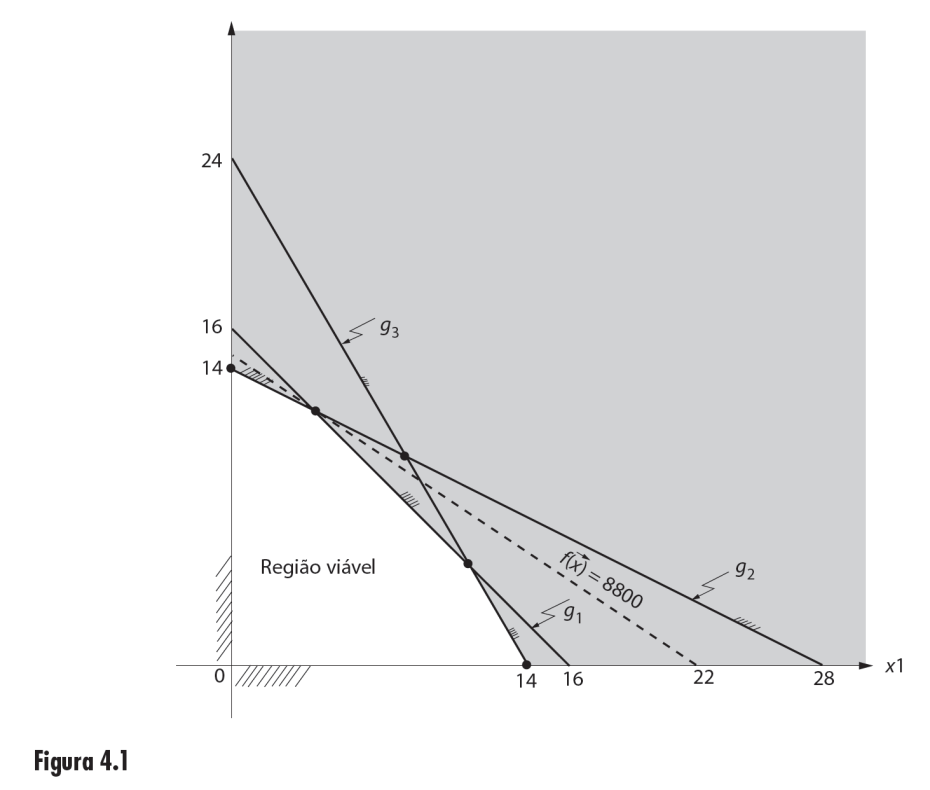 24
g3
16
14
f(x) = 8800
Região viável
g2
g1
x1
0
14
16
22
28
Figura 4.1